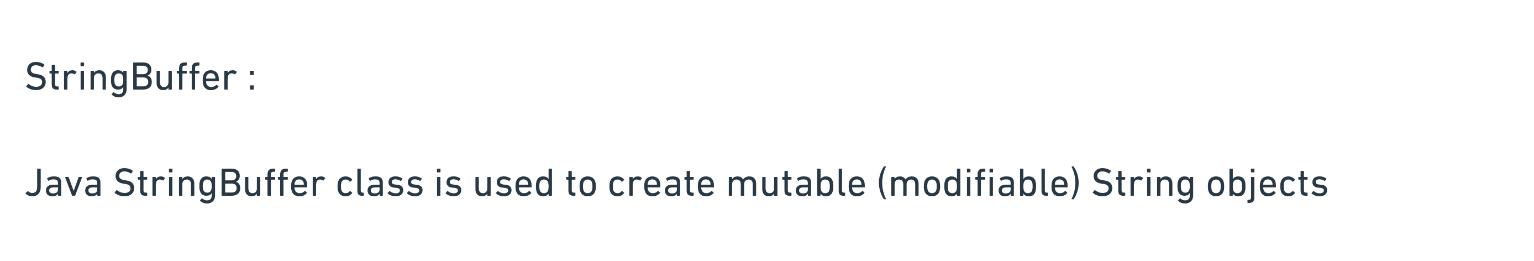 StringBuffer :
Java StringBuffer class is used to create mutable (modifiable) String objects